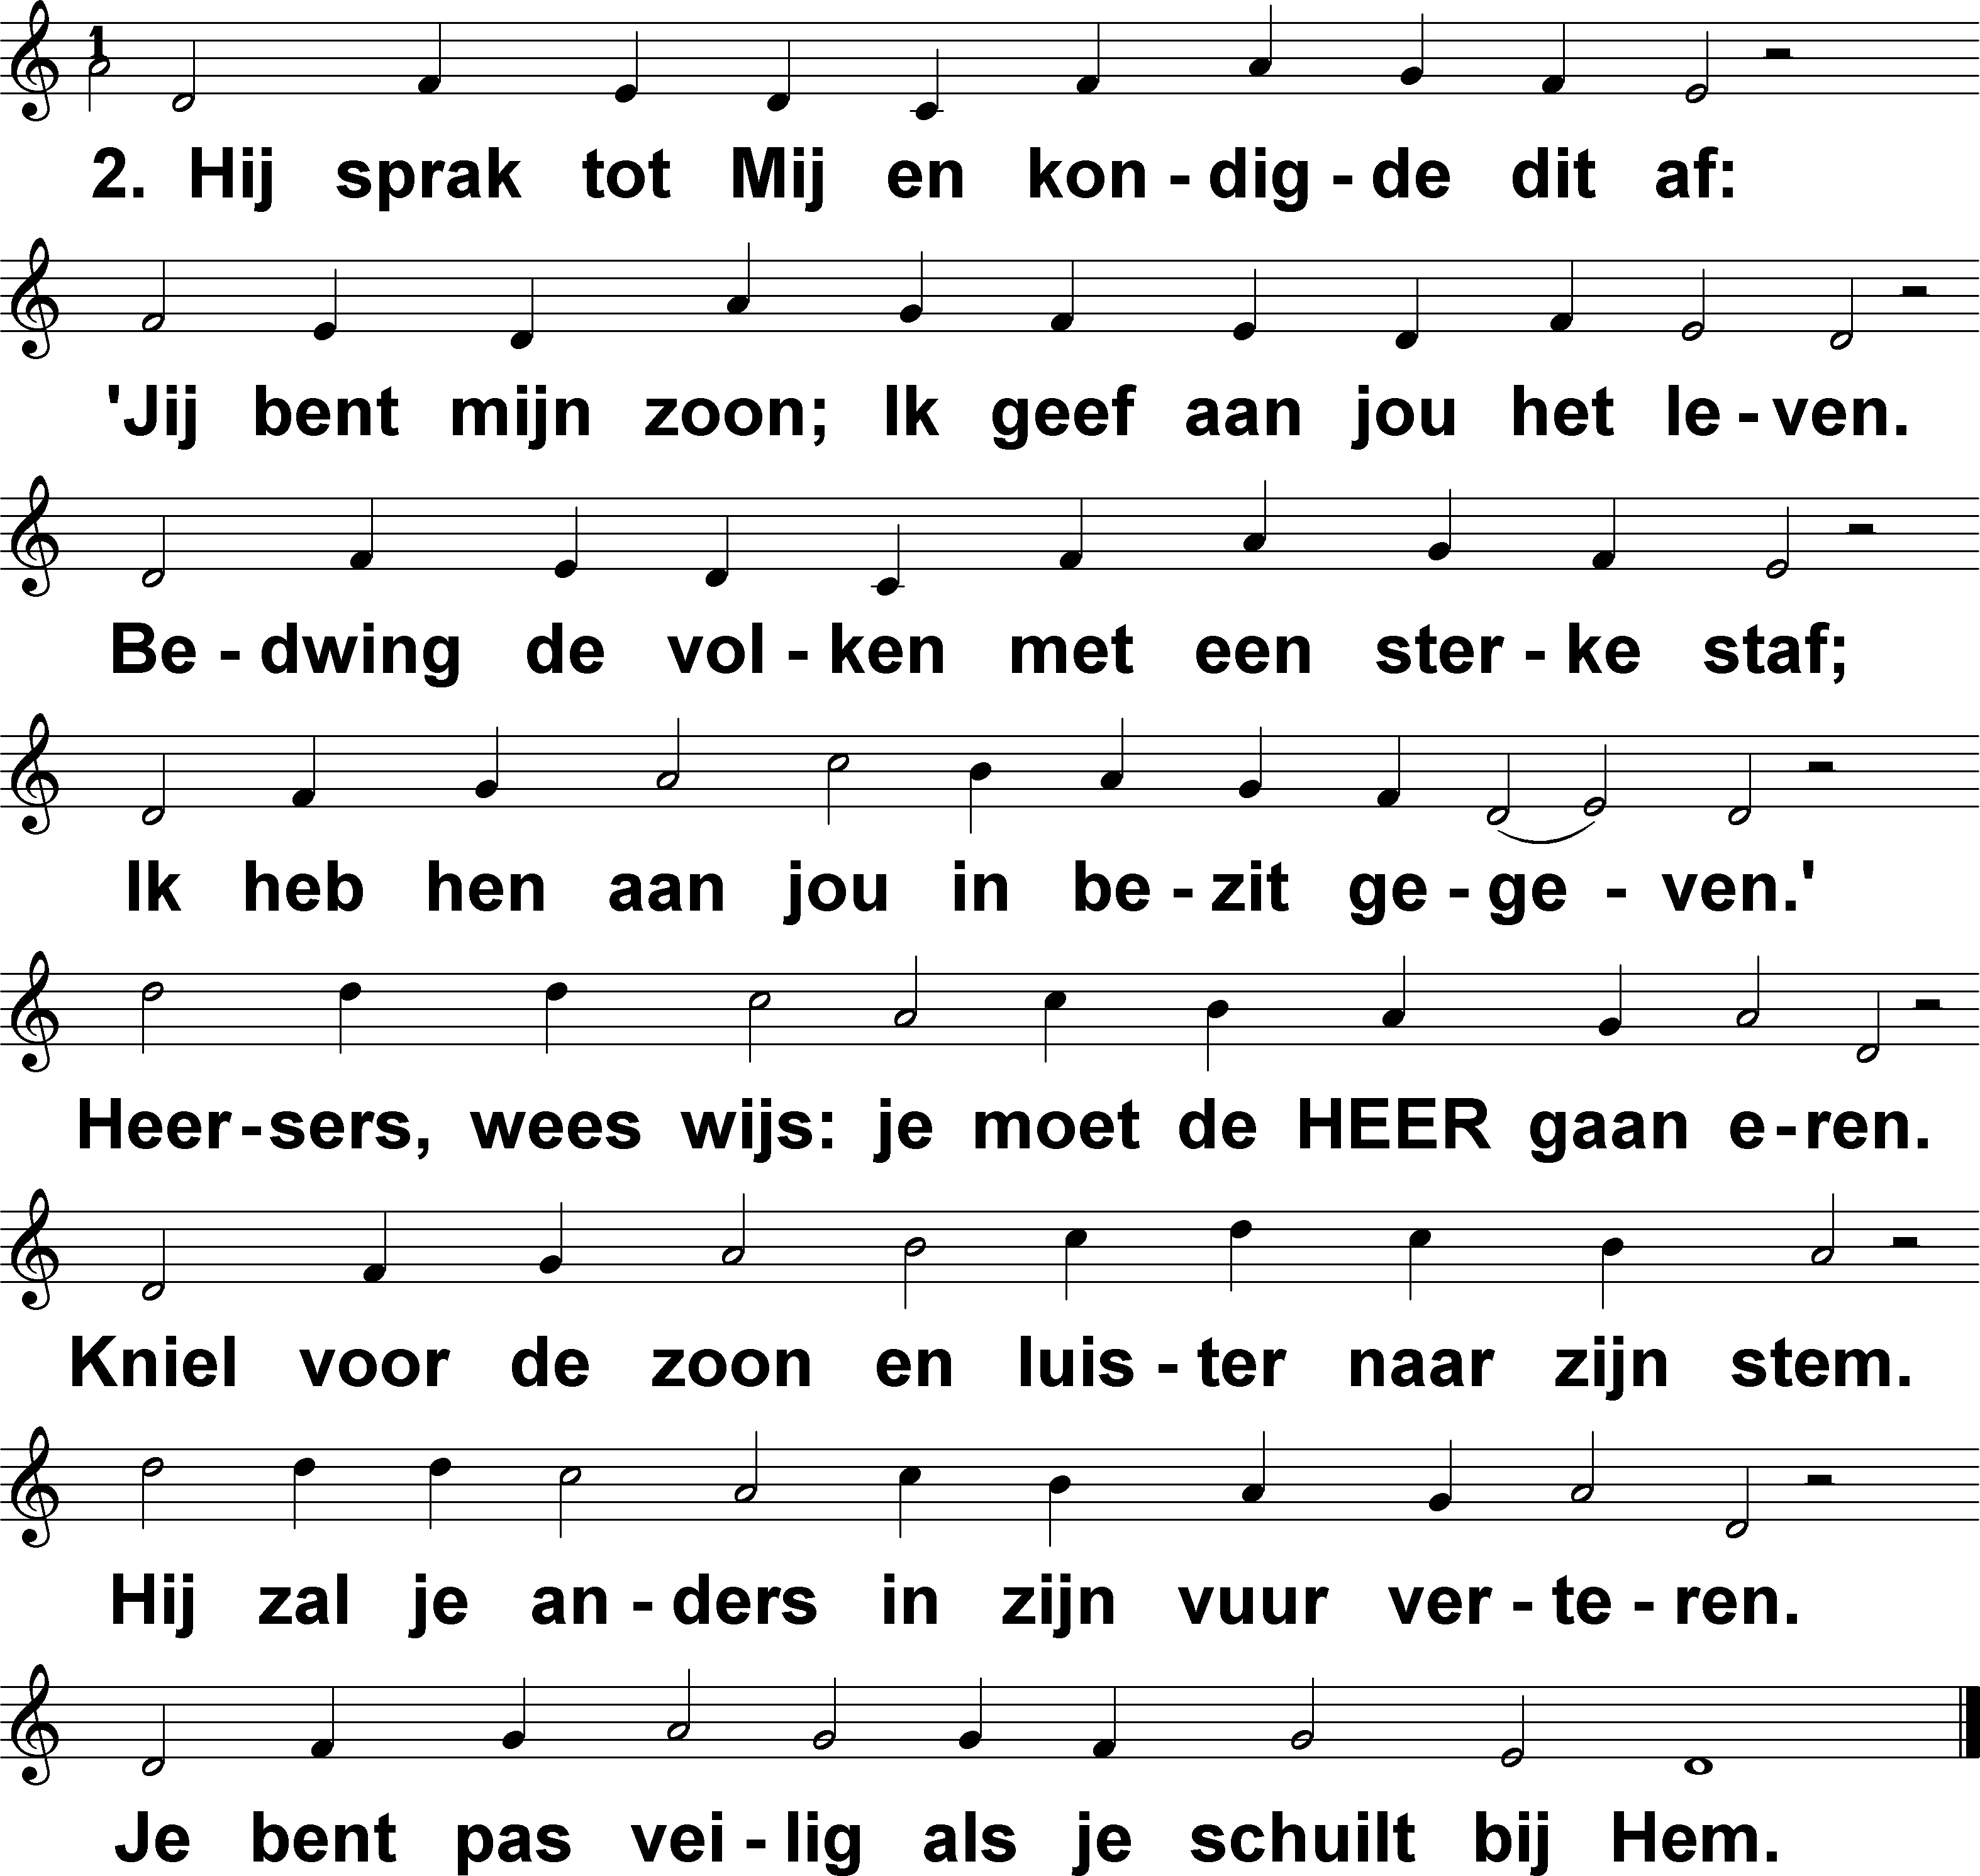 1
2. Hij sprak tot Mij en kon - dig - de dit af:
'Jij bent mijn zoon; Ik geef aan jou het le - ven.
Be - dwing de vol - ken met een ster - ke staf;
Ik heb hen aan jou in be - zit ge - ge - ven.'
Heer - sers, wees wijs: je moet de HEER gaan e - ren.
Kniel voor de zoon en luis - ter naar zijn stem.
Hij zal je an - ders in zijn vuur ver - te - ren.
Je bent pas vei - lig als je schuilt bij Hem.